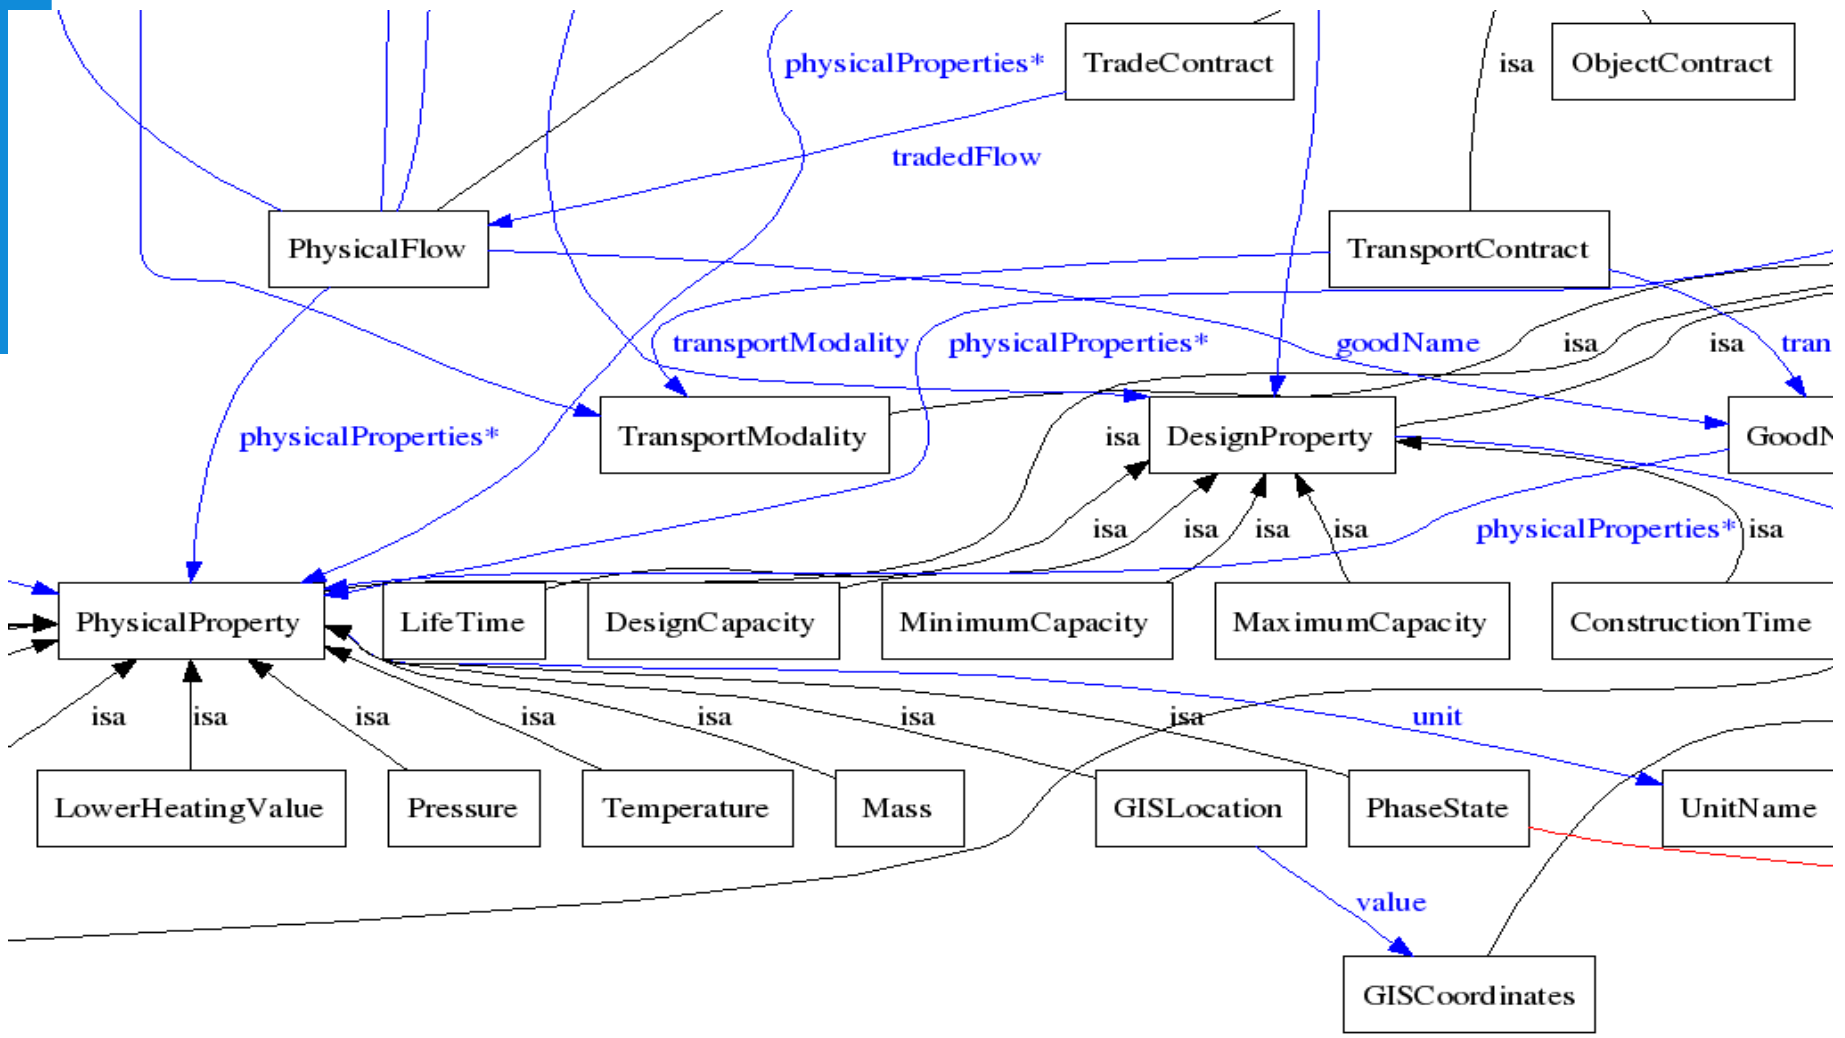 physicalProperties*
TradeContract
isa
ObjectContract
tradedFlow
PhysicalFlow
TransportContract
transportModality
physicalProperties*
goodName
isa
isa
tran
physicalProperties*
TransportModality
isa
DesignProperty
GoodN
isa
isa
isa
isa
physicalProperties*
isa
PhysicalProperty
LifeTime
DesignCapacity
MinimumCapacity
MaximumCapacity
ConstructionTime
isa
isa
isa
isa
isa
isa
isa
unit
LowerHeatingValue
Pressure
Temperature
Mass
GISLocation
PhaseState
UnitName
value
GISCoordinates